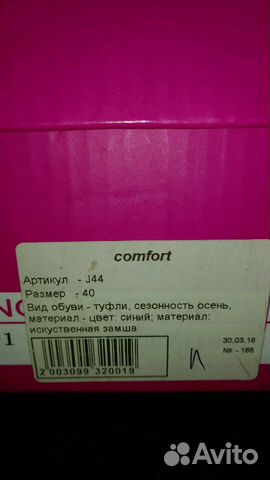 comfort
Артикул - J44
Размер - 40
Вид обуви - туфли, сезонность осень,
материал - цвет: синий; материал:
искуственная замша
30.03.16
№ - 165
2 003099 320019
Avito